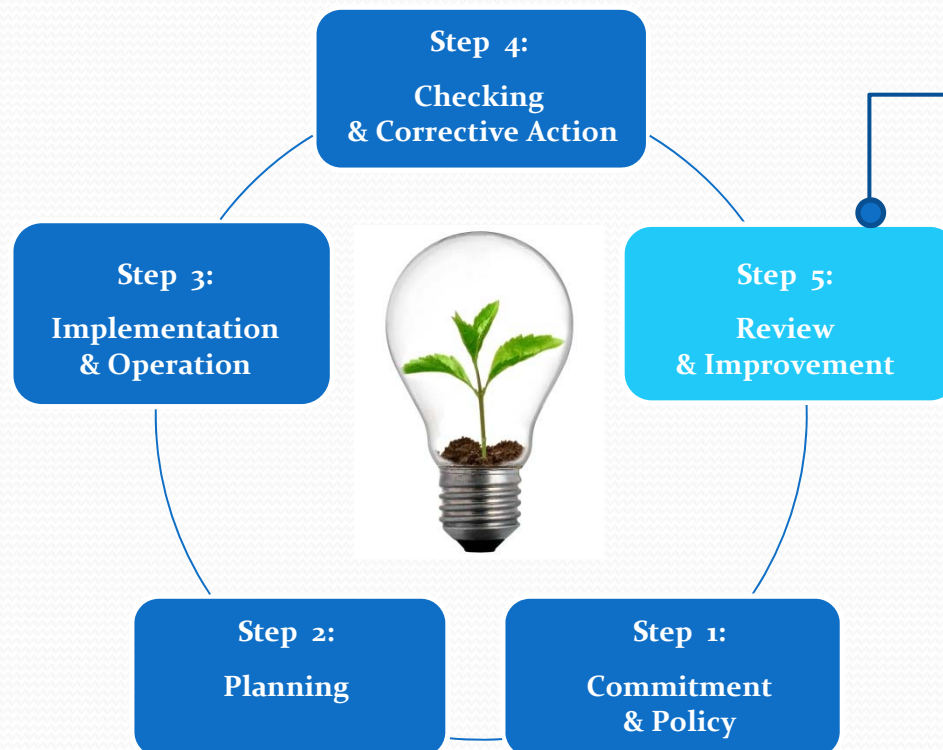 Step 4:
Checking
& Corrective Action
Step 3:
Implementation
& Operation
Step 5:
Review
& Improvement
Step 2:
Planning
Step 1:
Commitment
& Policy